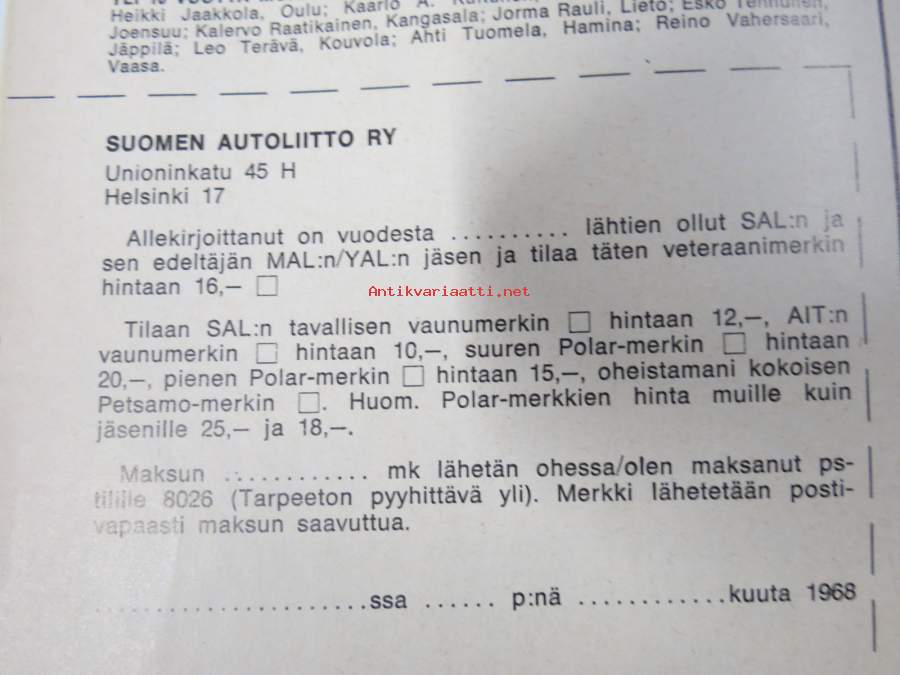 Heikki Jaakkola, Oulu; Kaarlo A.
Joensuu; Kalervo Raatikainen, Kangasala; Jorma Rauli, Lieto; Esko
Jäppilä; Leo Terävä, Kouvola; Ahti Tuomela, Hamina; Reino Vahersaari,
Vaasa.
SUOMEN AUTOLIITTO RY
Unioninkatu 45 H
Helsinki 17
Allekirjoittanut on vuodesta .......... lähtien ollut SAL:n ja
sen edeltäjän MAL:n/YAL:n jäsen ja tilaa täten veteraanimerkin
hintaan 16,— □
Antikvariaatti.net
Tilaan SAL:n tavallisen vaunumerkin □ hintaan 12,—, AIT:n
vaunumerkin □ hintaan 10,—, suuren Polar-merkin □ hintaan
20,—, pienen Polar-merkin □ hintaan 15,—, oheistamani kokoisen
Petsamo-merkin □. Huom. Polar-merkkien hinta muille kuin
jäsenille 25,— ja 18,—.
Maksun ............ mk lähetän ohessa/olen maksanut ps-
tilille 8026 (Tarpeeton pyyhittävä yli). Merkki lähetetään posti-
vapaasti maksun saavuttua.
.......................ssa ...... p:nä .............kuuta 1968